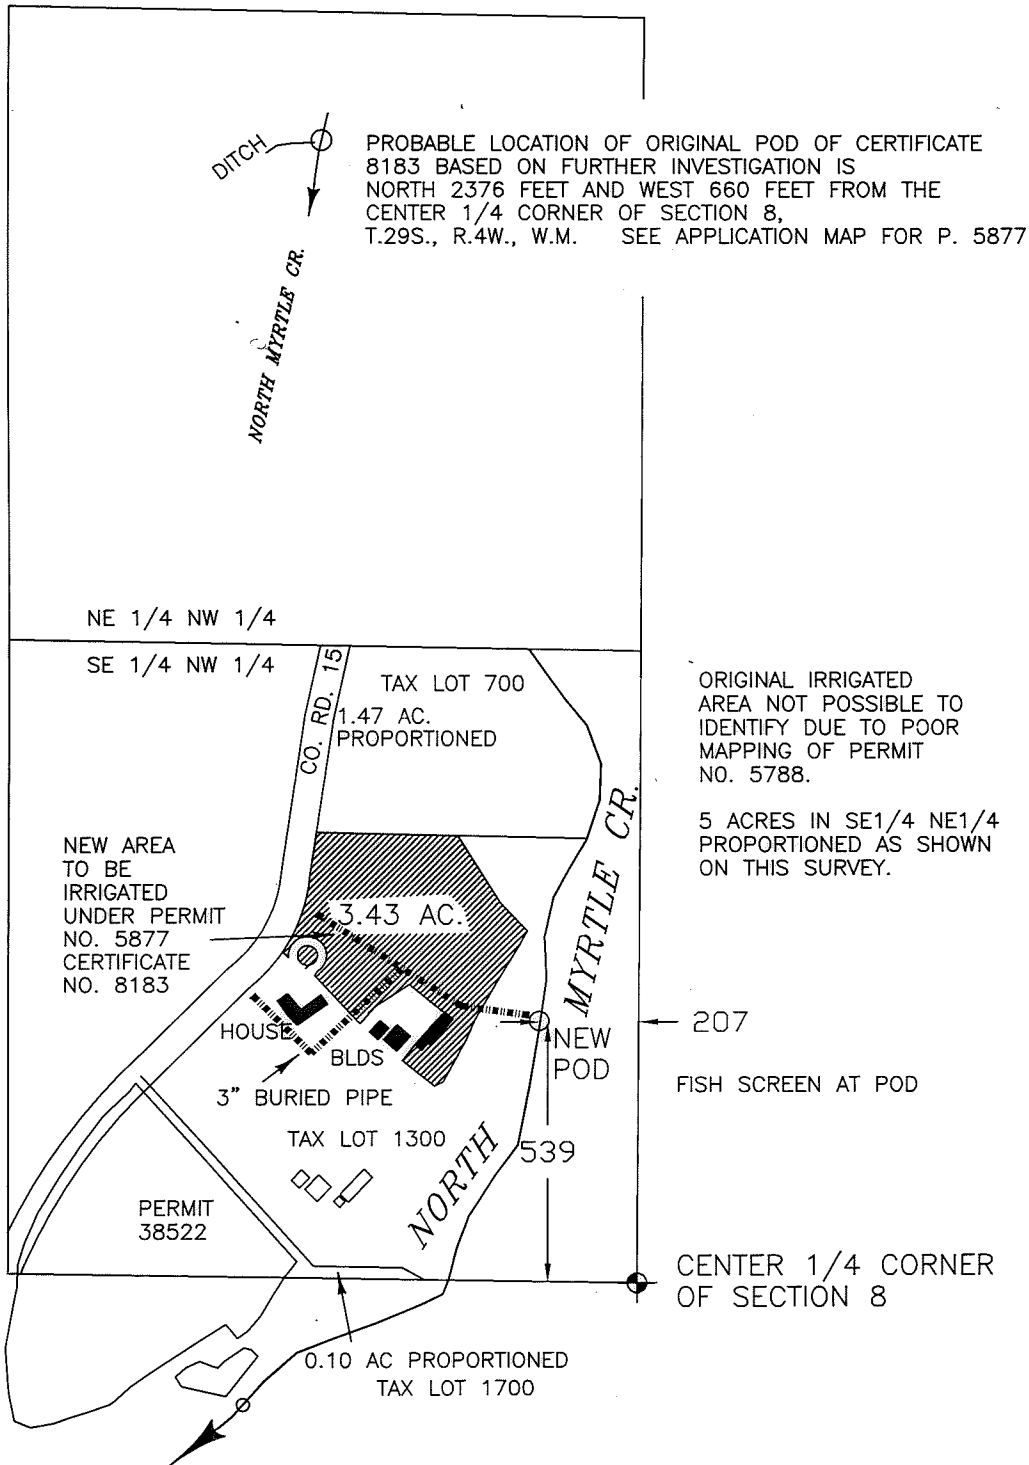 DITCH
PROBABLE LOCATION OF ORIGINAL POD OF CERTIFICATE
8183 BASED ON FURTHER INVESTIGATION IS
NORTH 2376 FEET AND WEST 660 FEET FROM THE
CENTER 1/4 CORNER OF SECTION 8,
T.29S., R.4W., W.M. SEE APPLICATION MAP FOR P. 5877
NORTH MYRTLE CR.
NE 1/4 NW 1/4
SE 1/4 NW 1/4
CO. RD. 15
TAX LOT 700
1.47 AC.
PROPORTIONED
ORIGINAL IRRIGATED
AREA NOT POSSIBLE TO
IDENTIFY DUE TO POOR
MAPPING OF PERMIT
NO. 5788.
5 ACRES IN SE1/4 NE1/4
PROPORTIONED AS SHOWN
ON THIS SURVEY.
NEW AREA
TO BE
IRRIGATED
UNDER PERMIT
NO. 5877
CERTIFICATE
NO. 8183
3.43 AC.
NORTH MYRTLE CR.
HOUSE
BLDS
NEW
POD
207
FISH SCREEN AT POD
3" BURIED PIPE
TAX LOT 1300
539
PERMIT
38522
CENTER 1/4 CORNER
OF SECTION 8
0.10 AC PROPORTIONED
TAX LOT 1700